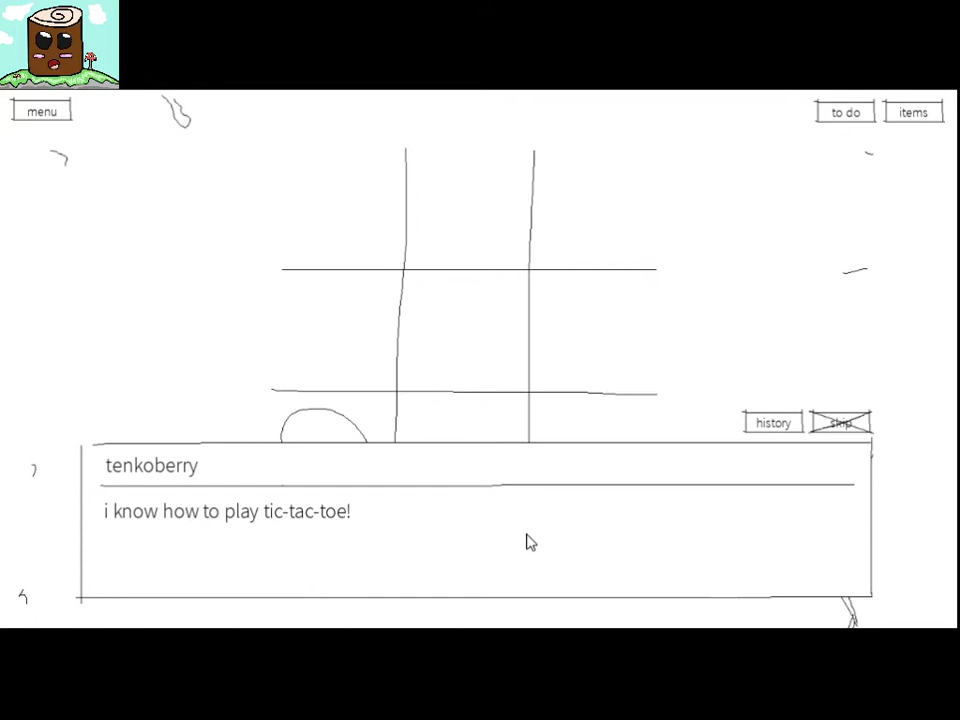 menu
to do
items
history
skip
tenkoberry
i know how to play tic-tac-toe!